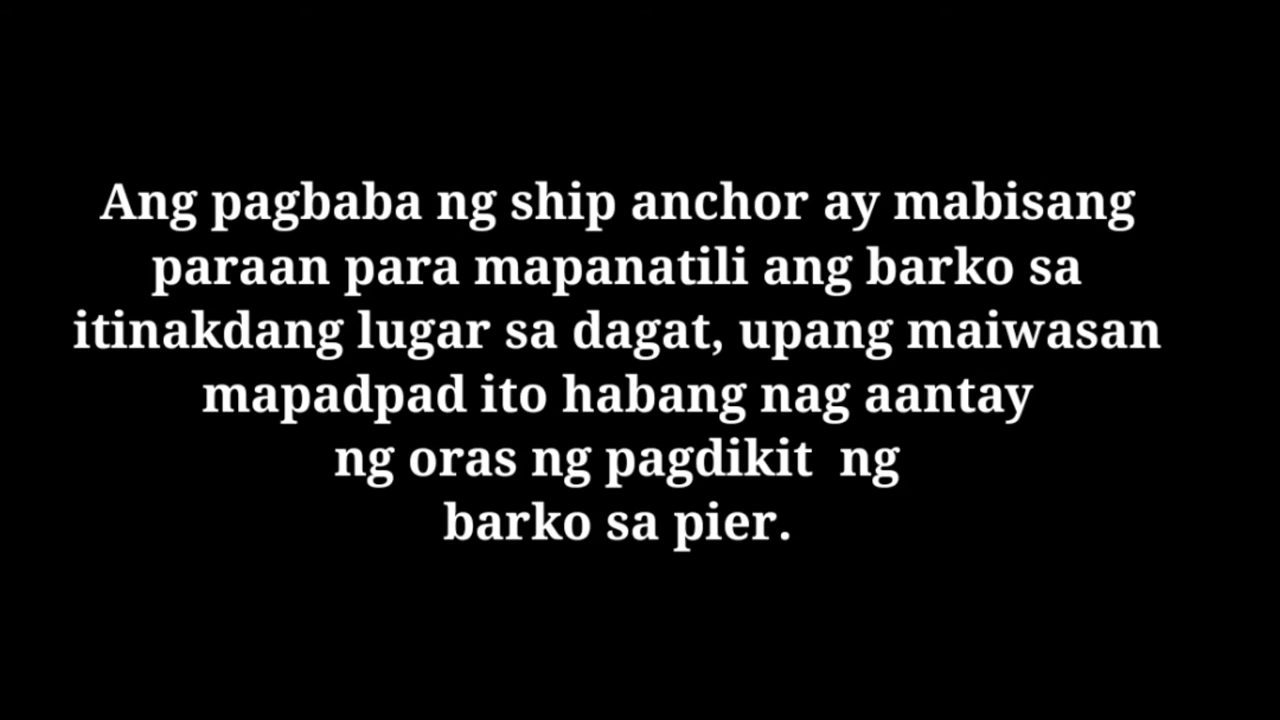 Ang pagbaba ng ship anchor ay mabisang
paraan para mapanatili ang barko sa
itinakdang lugar sa dagat, upang maiwasan
mapadpad ito habang nag aantay
ng oras ng pagdikit  ng
barko sa pier.